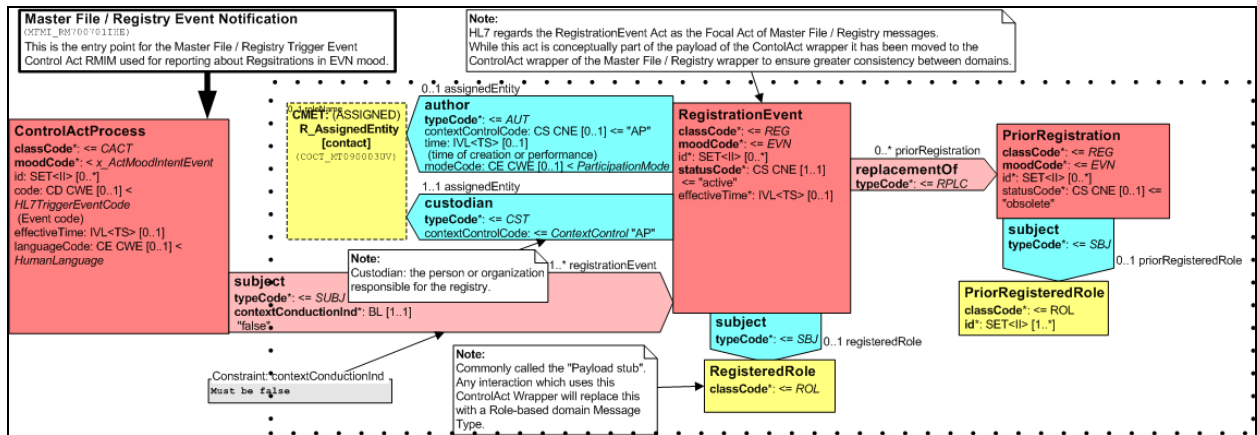 Master File / Registry Event Notification
(MFMI_RM700701IHE)
This is the entry point for the Master File / Registry Trigger Event
Control Act RMIM used for reporting about Regsitrations in EVN mood.
Note:
HL7 regards the RegistrationEvent Act as the Focal Act of Master File / Registry messages.
While this act is conceptually part of the payload of the ContolAct wrapper it has been moved to the
ControlAct wrapper of the Master File / Registry wrapper to ensure greater consistency between domains.
ControlActProcess
classCode*: <= CACT
moodCode* < x_ActMoodIntentEvent
id: SET<II> [0..*]
code: CD CWE [0..1] <
HL7TriggerEventCode
(Event code)
effectiveTime: IVL<TS> [0..1]
languageCode: CE CWE [0..1] <
HumanLanguage
CMET: (ASSIGNED)
R_AssignedEntity
[contact]
(COCT_MT090003UV)
0..1 assignedEntity
author
typeCode*: <= AUT
contextControlCode: CS CNE [0..1] <= "AP"
time: IVL<TS> [0..1]
(time of creation or performance)
modeCode: CE CWE [0..1] < ParticipationMode
1..1 assignedEntity
custodian
typeCode*: <= CST
contextControlCode: <= ContextControl "AP"
Note:
Custodian: the person or organization
responsible for the registry.
1..* registrationEvent
subject
typeCode*: <= SUBJ
contextConductionInd*: BL [1..1]
"false"
Constraint: contextConductionInd
Must be false
RegistrationEvent
classCode*: <= REG
moodCode*: <= EVN
id*: SET<II> [0..*]
statusCode*: CS CNE [1..1]
<= "active"
effectiveTime*: IVL<TS> [0..1]
0..* priorRegistration
replacementOf
typeCode*: <= RPLC
PriorRegistration
classCode*: <= REG
moodCode*: <= EVN
id*: SET<II> [0..*]
statusCode*: CS CNE [0..1] <=
"obsolete"
subject
typeCode*: <= SBJ
0..1 priorRegisteredRole
PriorRegisteredRole
classCode*: <= ROL
id*: SET<II> [1..*]
subject
typeCode*: <= SBJ
0..1 registeredRole
Note:
Commonly called the "Payload stub".
Any interaction which uses this
ControlAct Wrapper will replace this
with a Role-based domain Message
Type.
RegisteredRole
classCode*: <= ROL